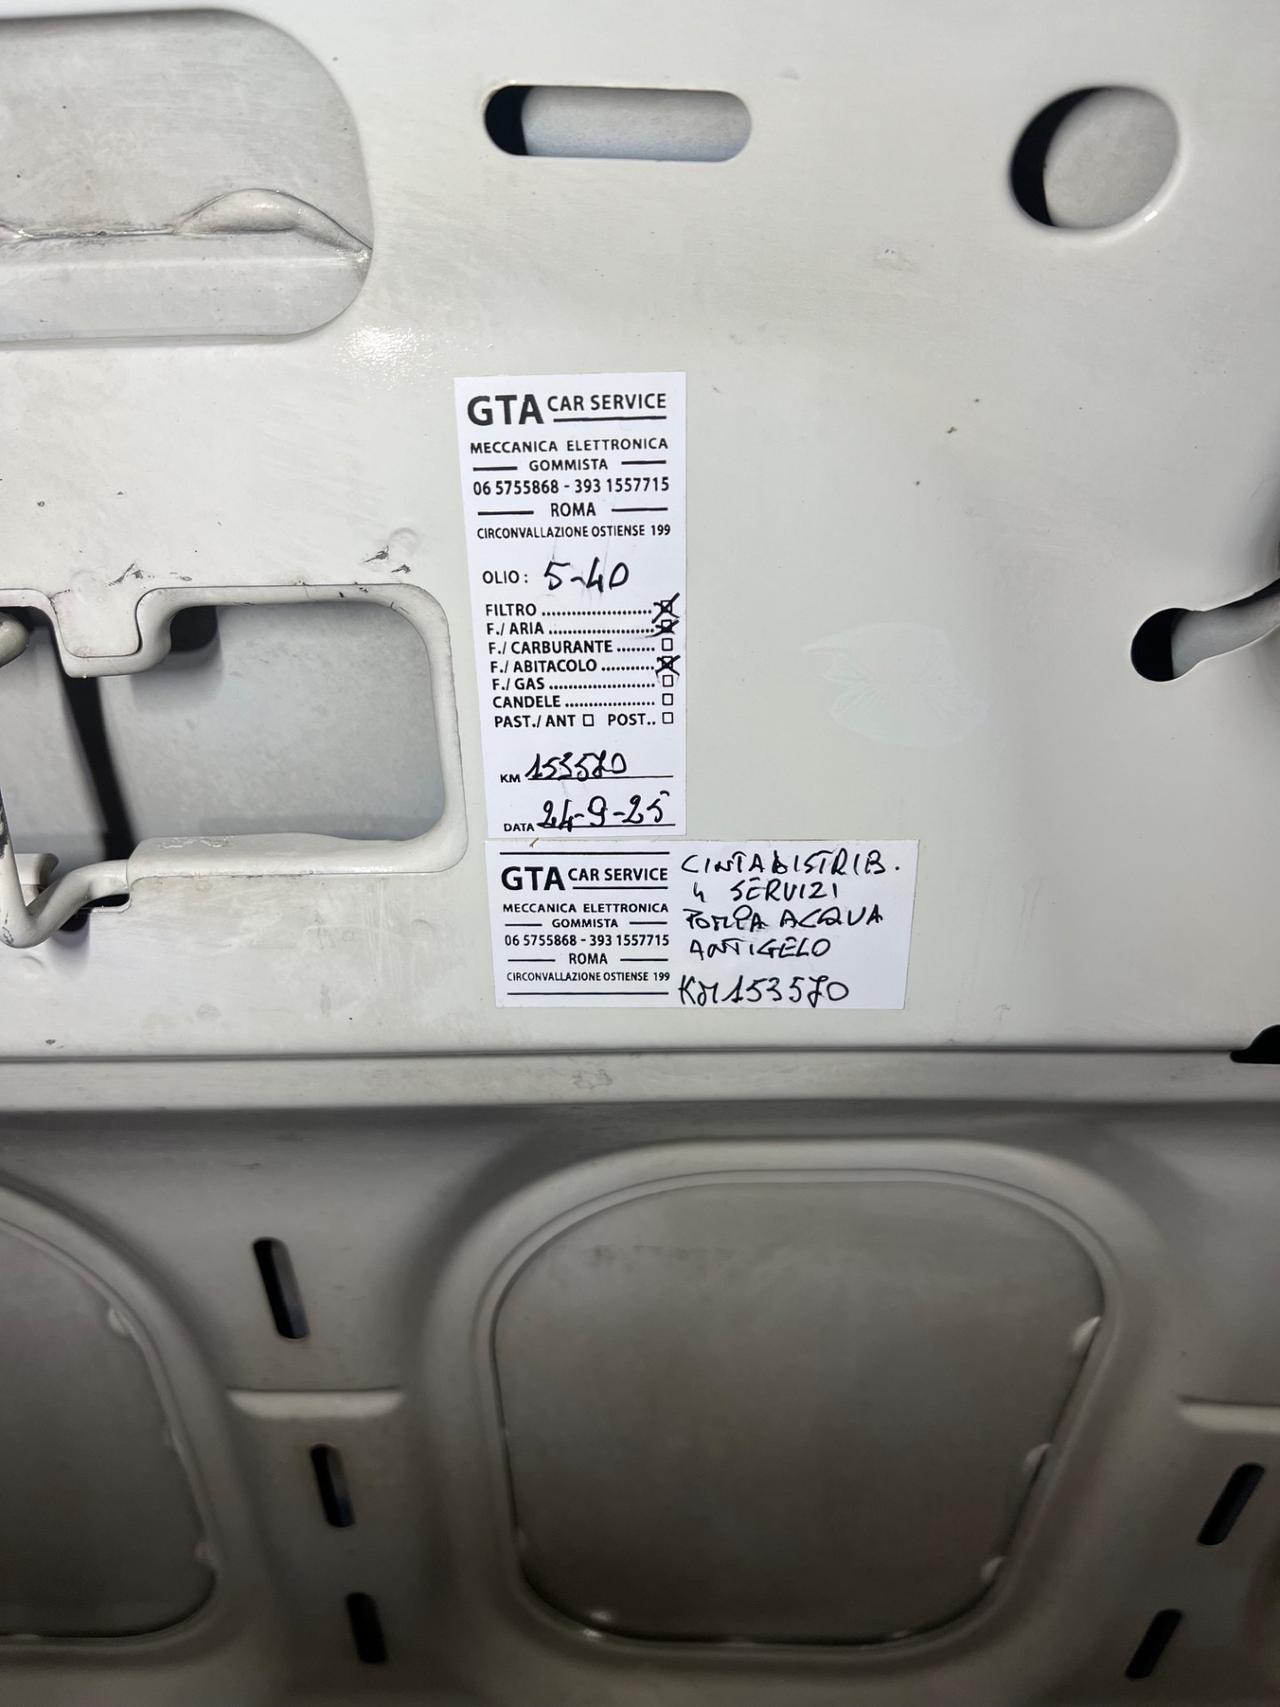 GTA CAR SERVICE
MECCANICA ELETTRONICA
GOMMISTA
06 5755868 - 393 1557715
ROMA
CIRCONVALLAZIONE OSTIENSE 199
OLIO: 5-40
FILTRO
F./ARIA
F./CARBURANTE
F./ABITACOLO
F./GAS
CANDELE
PAST./ANT POST..
KM 153570
DATA 24-9-25
GTA CAR SERVICE
MECCANICA ELETTRONICA
GOMMISTA
06 5755868 - 393 1557715
ROMA
CIRCONVALLAZIONE OSTIENSE 199
CINTA DISTRIB.
4 SERVIZI
POMPA ACQUA
ANTIGELO
KM 153570